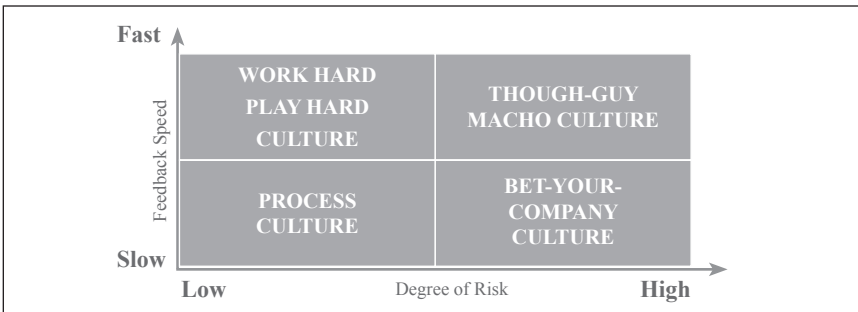 Fast
WORK HARD
PLAY HARD
CULTURE
THOUGH-GUY
MACHO CULTURE
Feedback Speed
PROCESS
CULTURE
BET-YOUR-
COMPANY
CULTURE
Slow
Low
Degree of Risk
High